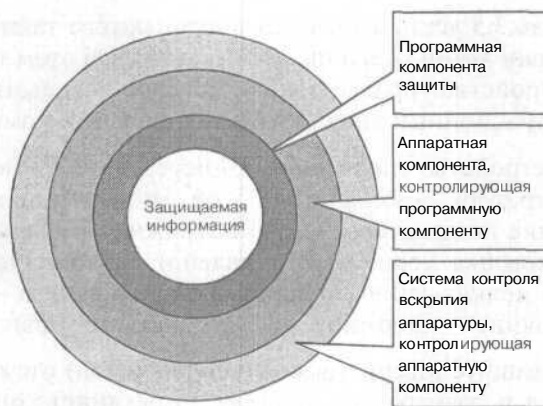 Защищаемая
информация
Программная
компонента
защиты
Аппаратная
компонента,
контролирующая
программную
компоненту
Система контроля
вскрытия
аппаратуры,
контролирующая
аппаратную
компоненту